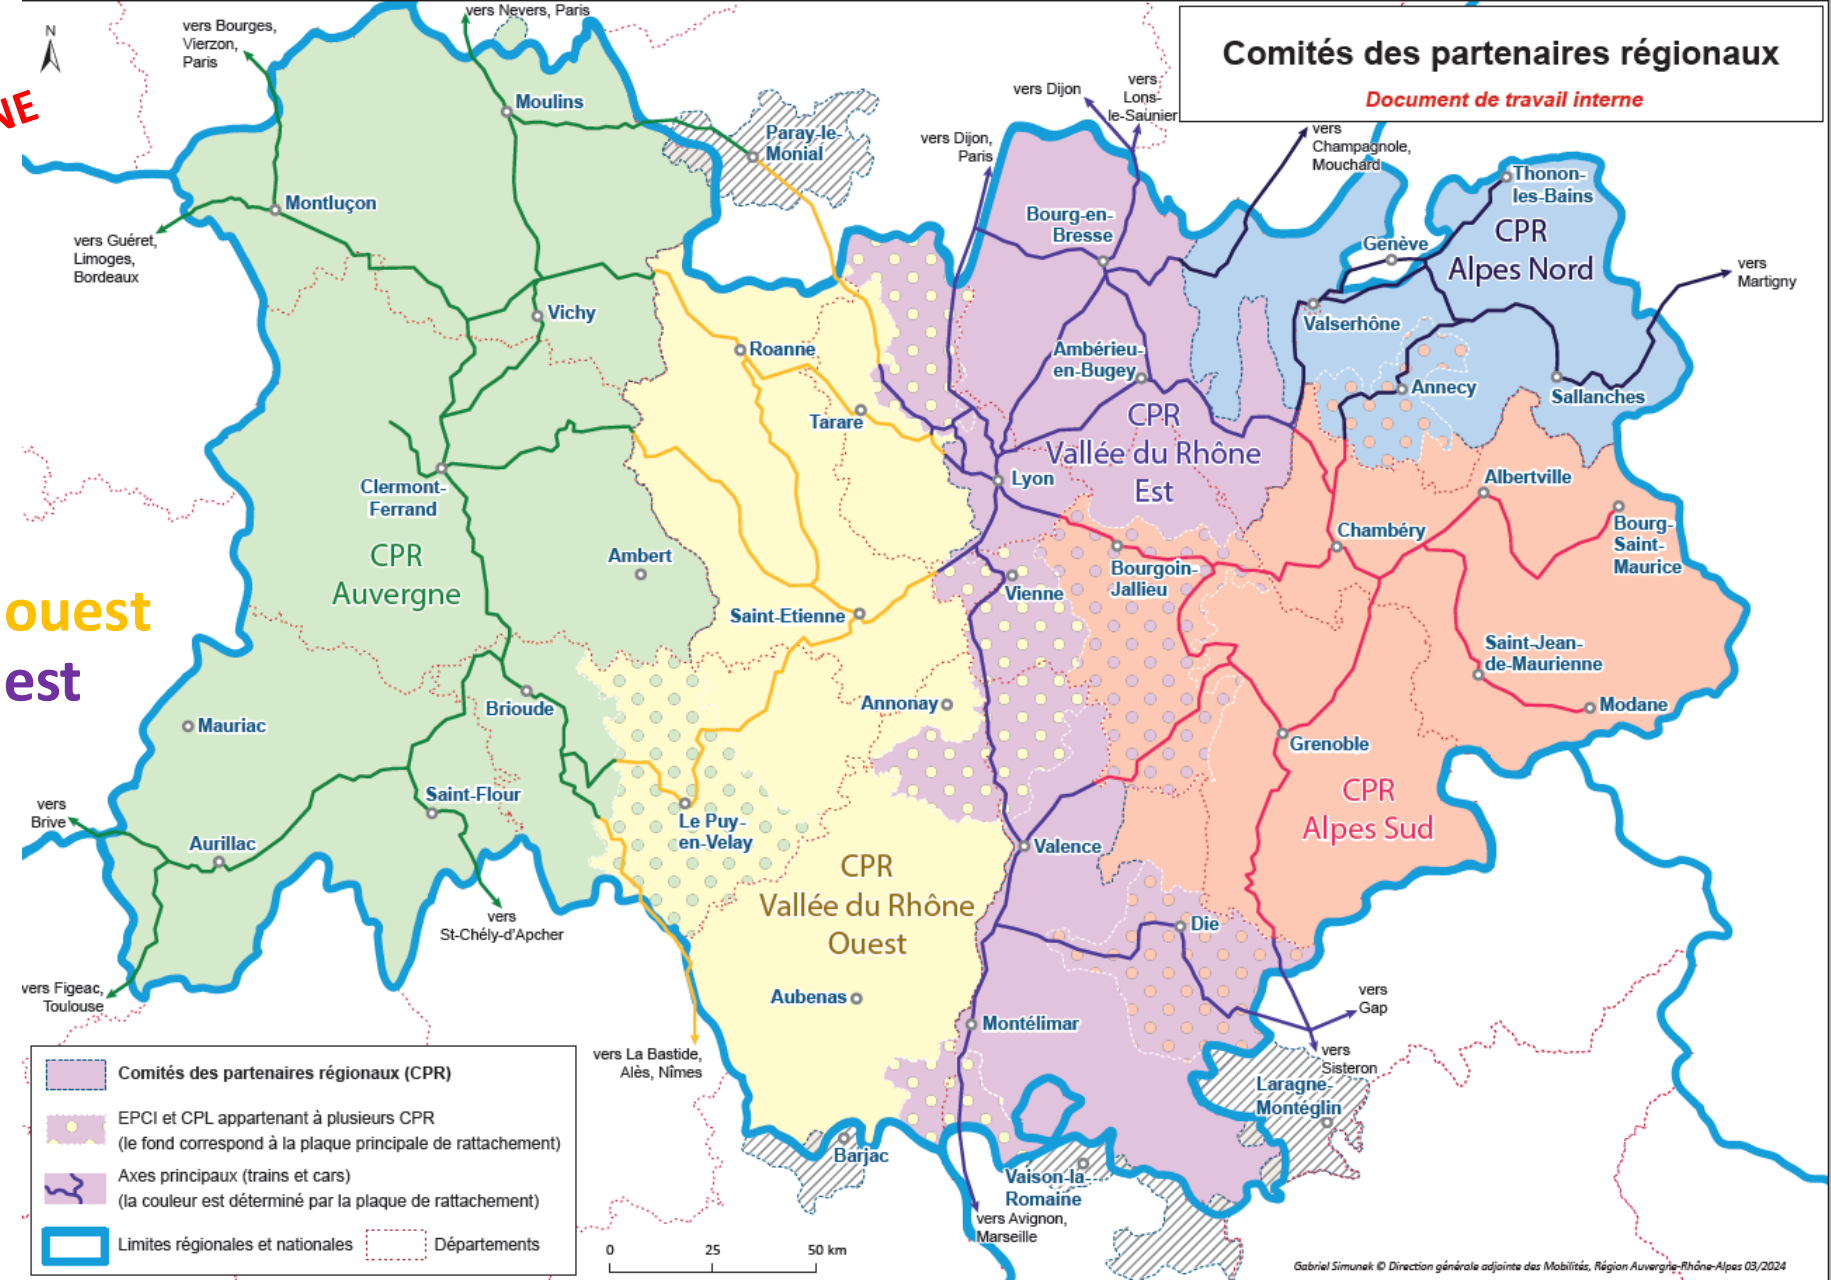 Comités des partenaires régionaux
Document de travail interne
N
NE
ouest
est
vers Bourges,
Vierzon,
Paris
vers Nevers, Paris
Moulins
Paray-le-
Monial
vers Dijon
vers
Lons-
le-Saunier
vers Dijon,
Paris
vers
Champagnole,
Mouchard
Thonon-
les-Bains
Montluçon
vers Guéret,
Limoges,
Bordeaux
Bourg-en-
Bresse
Genève
CPR
Alpes Nord
vers
Martigny
Vichy
Valserhône
Roanne
Ambérieu-
en-Bugey
Annecy
Sallanches
Tarare
CPR
Vallée du Rhône
Est
Lyon
Clermont-
Ferrand
Albertville
Bourg-
Saint-
Maurice
Chambéry
CPR
Auvergne
Ambert
Bourgoin-
Jallieu
Vienne
Saint-Etienne
Saint-Jean-
de-Maurienne
Modane
Brioude
Annonay
Mauriac
Grenoble
CPR
Alpes Sud
Saint-Flour
vers
Brive
Le Puy-
en-Velay
Aurillac
Valence
CPR
Vallée du Rhône
Ouest
vers
St-Chély-d'Apcher
Die
vers Figeac,
Toulouse
Aubenas
Montélimar
vers
Gap
vers
Sisteron
vers La Bastide,
Alès, Nîmes
Laragne-
Montéglin
Barjac
Vaison-la-
Romaine
vers Avignon,
Marseille
Comités des partenaires régionaux (CPR)
EPCI et CPL appartenant à plusieurs CPR
(le fond correspond à la plaque principale de rattachement)
Axes principaux (trains et cars)
(la couleur est déterminé par la plaque de rattachement)
Limites régionales et nationales
Départements
0 25 50 km
Gabriel Simunek © Direction générale adjointe des Mobilités, Région Auvergne-Rhône-Alpes 03/2024